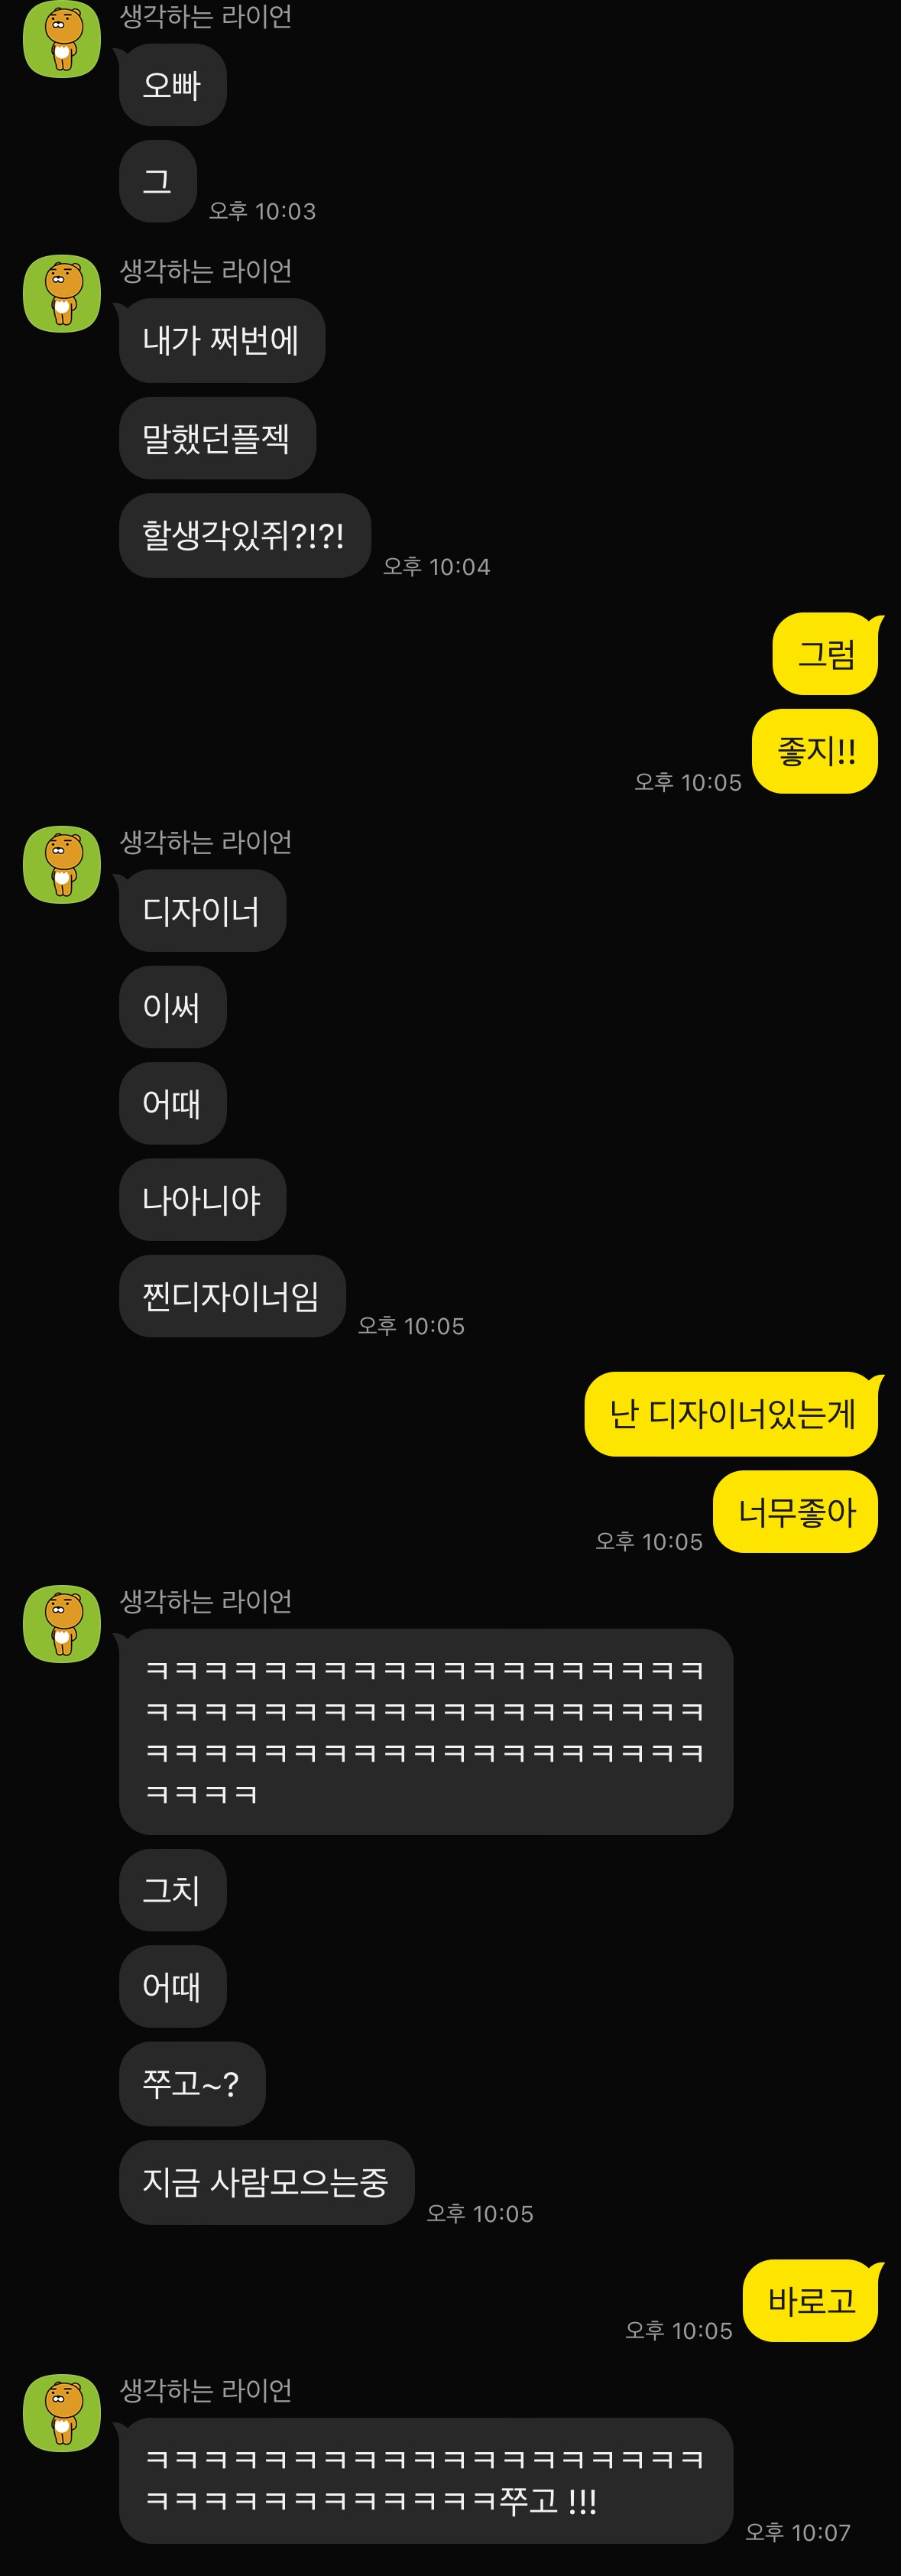 생각하는 라이언
오빠
그
오후 10:03
생각하는 라이언
내가 쩌번에
말했던플젝
할생각있쥐?!?!
오후 10:04
그럼
좋지!!
오후 10:05
생각하는 라이언
디자이너
이써
어때
나아니야
찐디자이너임
오후 10:05
난 디자이너있는게
너무좋아
오후 10:05
생각하는 라이언
ㅋㅋㅋㅋㅋㅋㅋㅋㅋㅋㅋㅋㅋㅋㅋㅋㅋㅋㅋ
ㅋㅋㅋㅋㅋㅋㅋㅋㅋㅋㅋㅋㅋㅋㅋㅋㅋㅋㅋ
ㅋㅋㅋㅋㅋㅋㅋㅋㅋㅋㅋㅋㅋㅋㅋㅋㅋㅋㅋ
ㅋㅋㅋㅋ
그치
어때
쭈고~?
지금 사람모으는중
오후 10:05
바로고
오후 10:05
생각하는 라이언
ㅋㅋㅋㅋㅋㅋㅋㅋㅋㅋㅋㅋㅋㅋㅋㅋㅋㅋㅋ
ㅋㅋㅋㅋㅋㅋㅋㅋㅋㅋㅋㅋ쭈고 !!!
오후 10:07